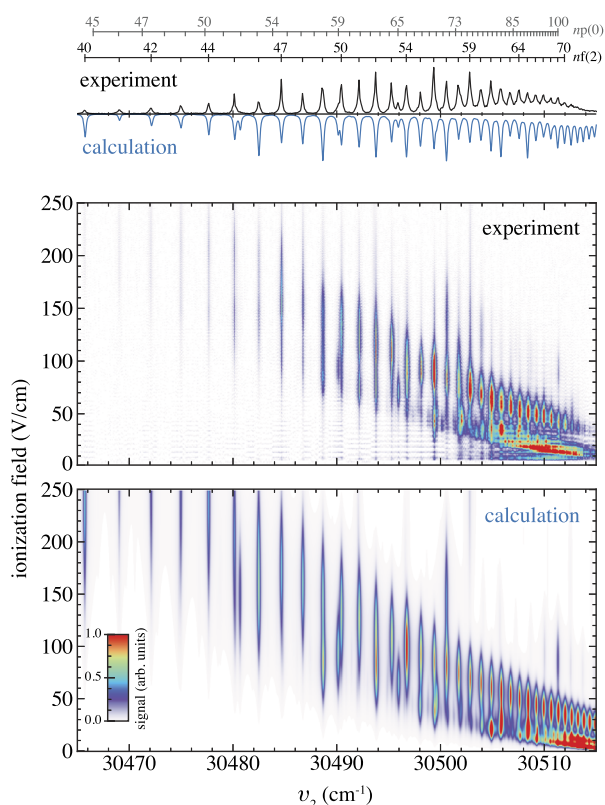 45 47 50 54 59 65 73 85 100 np(0)
40 42 44 47 50 54 59 64 70 nf(2)
experiment
calculation
250
experiment
200
150
100
50
0
ionization field (V/cm)
250
calculation
200
150
1.0
100
0.5
50
0.0
signal (arb. units)
0
30470 30480 30490 30500 30510
υ₂ (cm⁻¹)